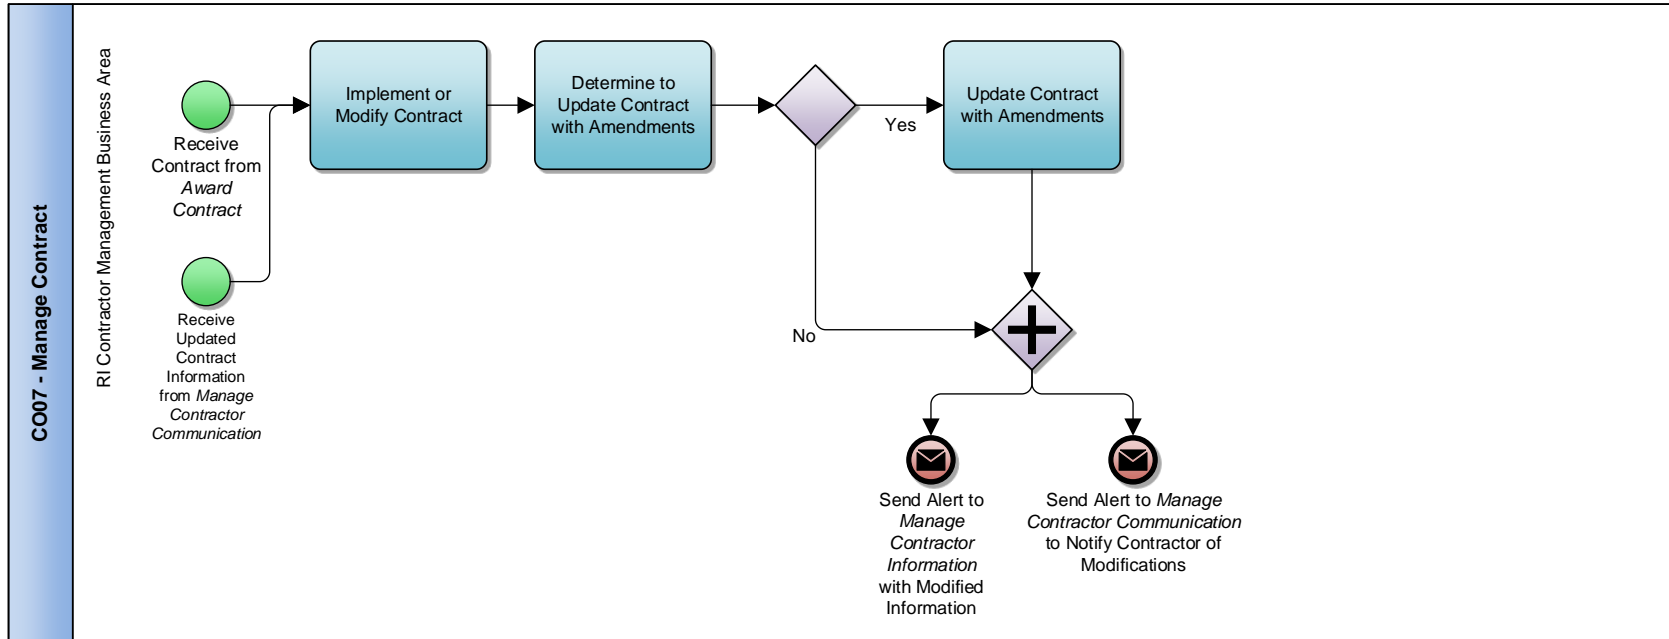 CO07 - Manage Contract
RI Contractor Management Business Area
Receive
Contract from
Award
Contract
Receive
Updated
Contract
Information
from Manage
Contractor
Communication
Implement or
Modify Contract
Determine to
Update Contract
with Amendments
Yes
No
Update Contract
with Amendments
Send Alert to
Manage
Contractor
Information
with Modified
Information
Send Alert to Manage
Contractor Communication
to Notify Contractor of
Modifications